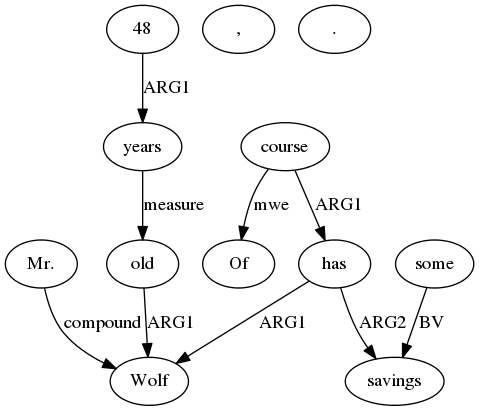 48 , .
ARG1
years course
measure mwe ARG1
Mr. old Of has some
compound ARG1 ARG1 ARG2 BV
Wolf savings